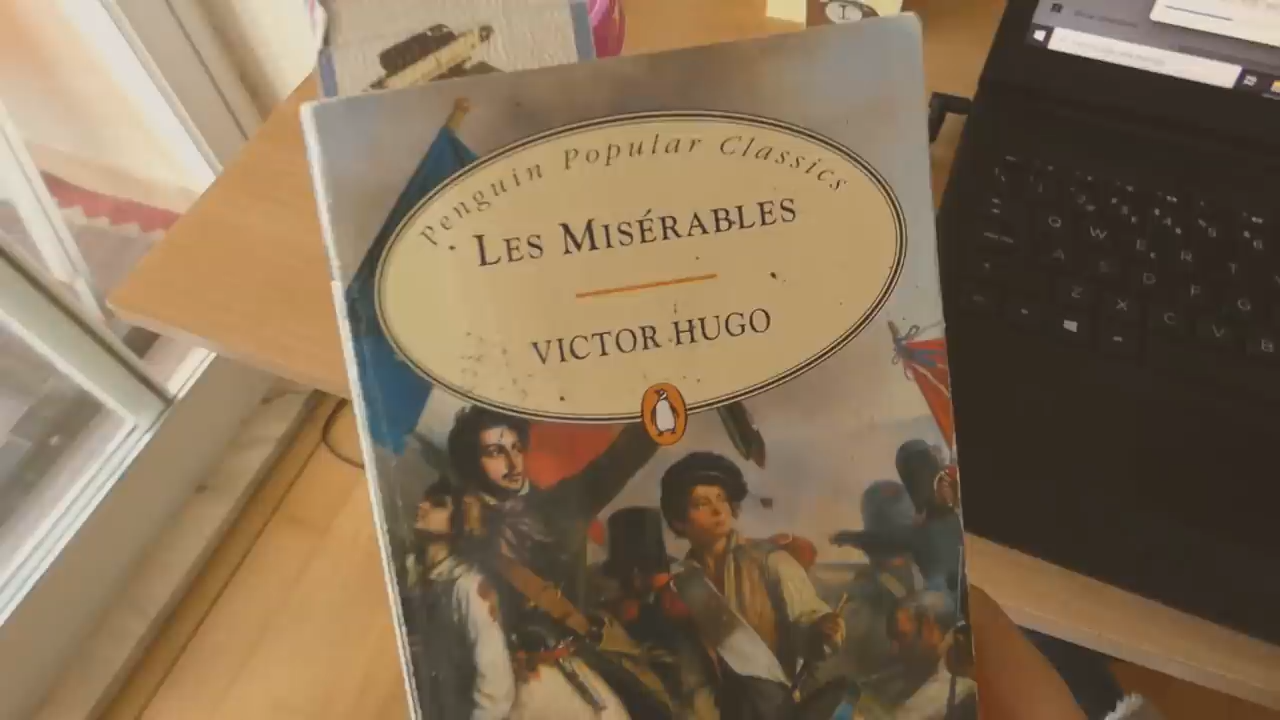 Penguin Popular Classics
LES MISÉRABLES
VICTOR HUGO
I
Q W E R T
A S D F G
Z X C V B